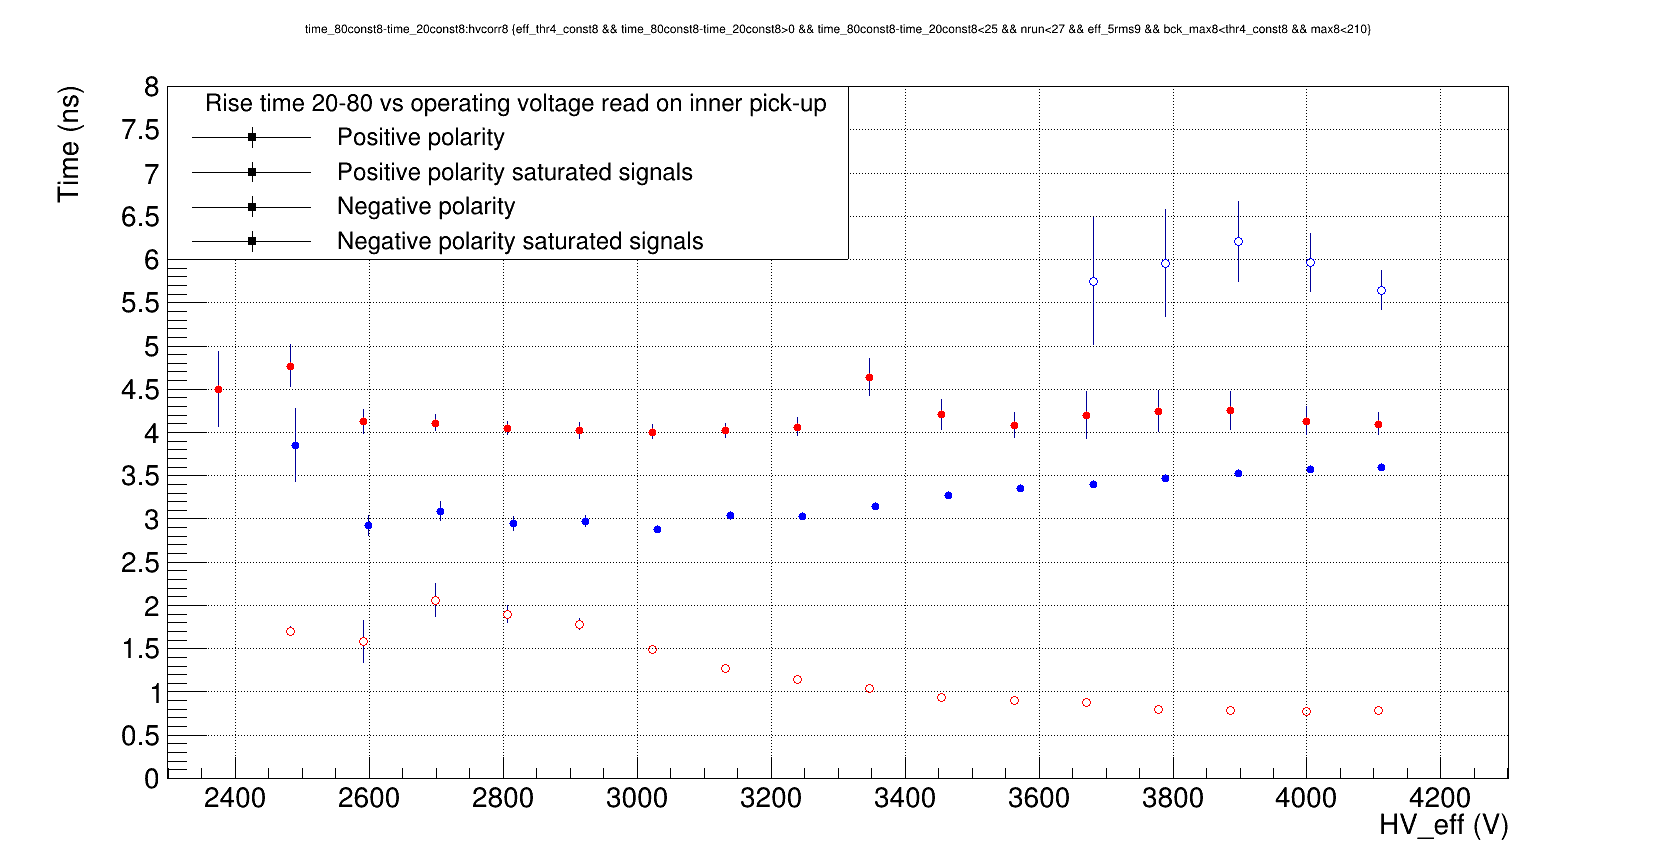 time_80const8-time_20const8:hvcorr8 {eff_thr4_const8 && time_80const8-time_20const8>0 && time_80const8-time_20const8<25 && nrun<27 && eff_5rms9 && bck_max8<thr4_const8 && max8<210}
Time (ns)
8
7.5
7
6.5
6
5.5
5
4.5
4
3.5
3
2.5
2
1.5
1
0.5
0
Rise time 20-80 vs operating voltage read on inner pick-up
Positive polarity
Positive polarity saturated signals
Negative polarity
Negative polarity saturated signals
2400 2600 2800 3000 3200 3400 3600 3800 4000 4200
HV_eff (V)